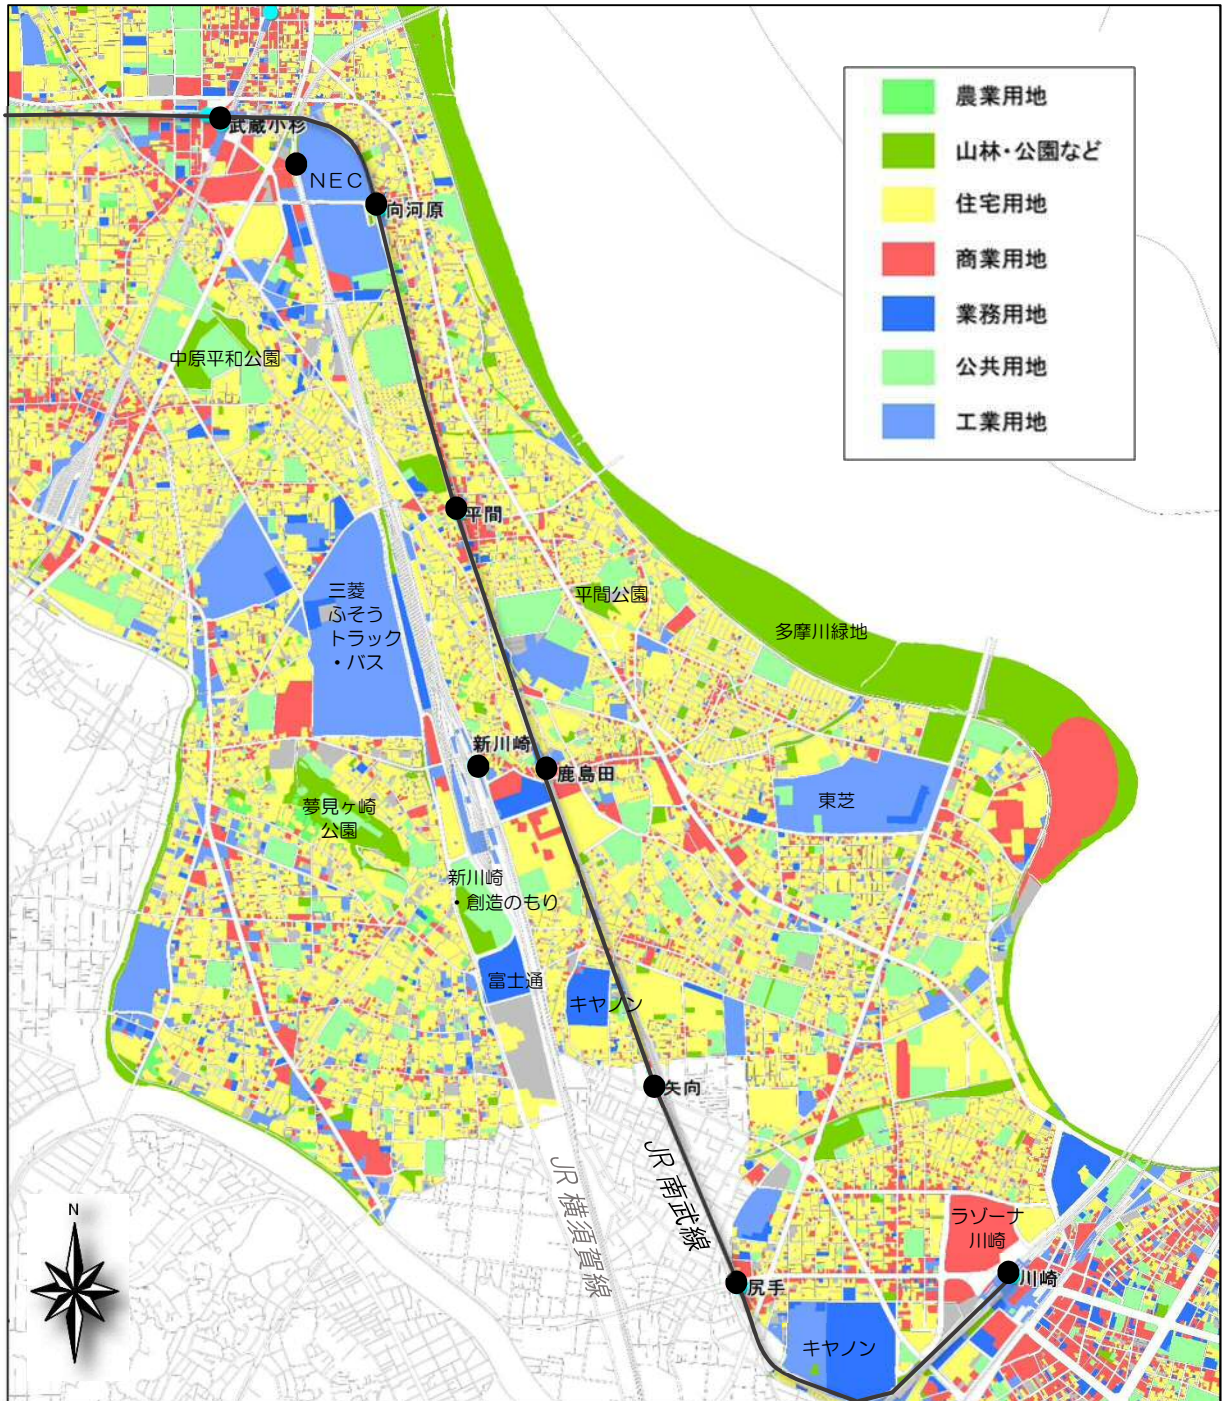 農業用地
山林・公園など
住宅用地
商業用地
業務用地
公共用地
工業用地
武蔵小杉
NEC
向河原
中原平和公園
平間
三菱
ふそう
トラック
・バス
平間公園
多摩川緑地
新川崎
鹿島田
夢見ヶ崎
公園
東芝
新川崎
・創造のもり
富士通
キヤノン
矢向
JR 横須賀線
JR 南武線
ラゾーナ
川崎
川崎
尻手
キヤノン
N